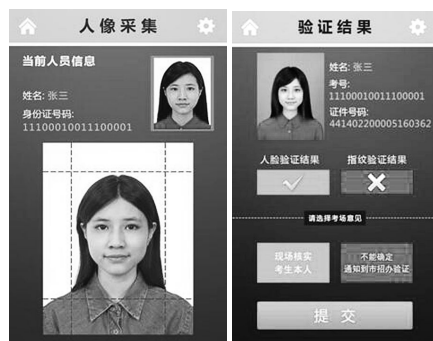 人像采集
当前人员信息
姓名: 张三
身份证号码:
11100010011100001
验证结果
姓名: 张三
考号:
11100010011100001
证件号码:
441402200005160362
人脸验证结果
指纹验证结果
请选择考场意见
现场核实
考生本人
不能确定
通知到市招办验证
提交